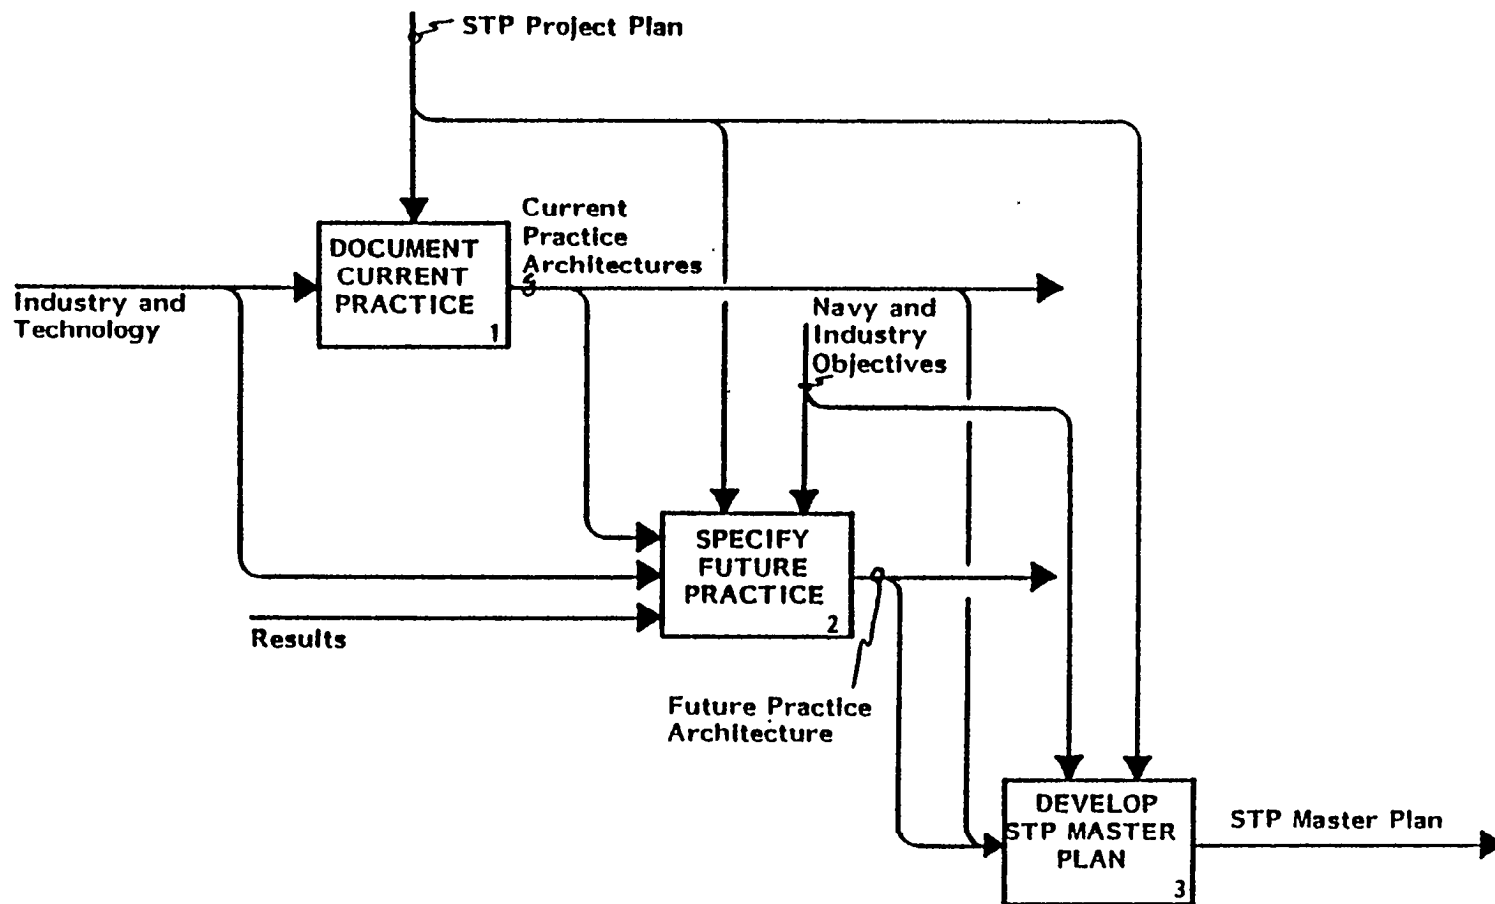 STP Project Plan
Current
Practice
Architectures
DOCUMENT
CURRENT
PRACTICE
1
Industry and
Technology
Navy and
Industry
Objectives
SPECIFY
FUTURE
PRACTICE
2
Results
Future Practice
Architecture
DEVELOP
STP MASTER
PLAN
3
STP Master Plan